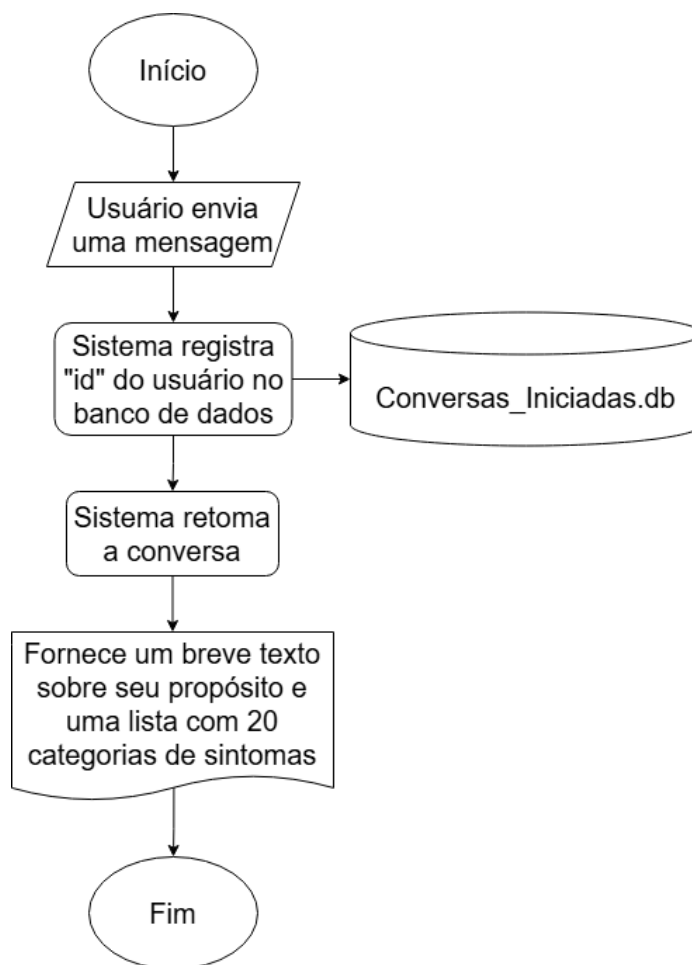 Início
Usuário envia
uma mensagem
Sistema registra
"id" do usuário no
banco de dados
Conversas_Iniciadas.db
Sistema retoma
a conversa
Fornece um breve texto
sobre seu propósito e
uma lista com 20
categorias de sintomas
Fim